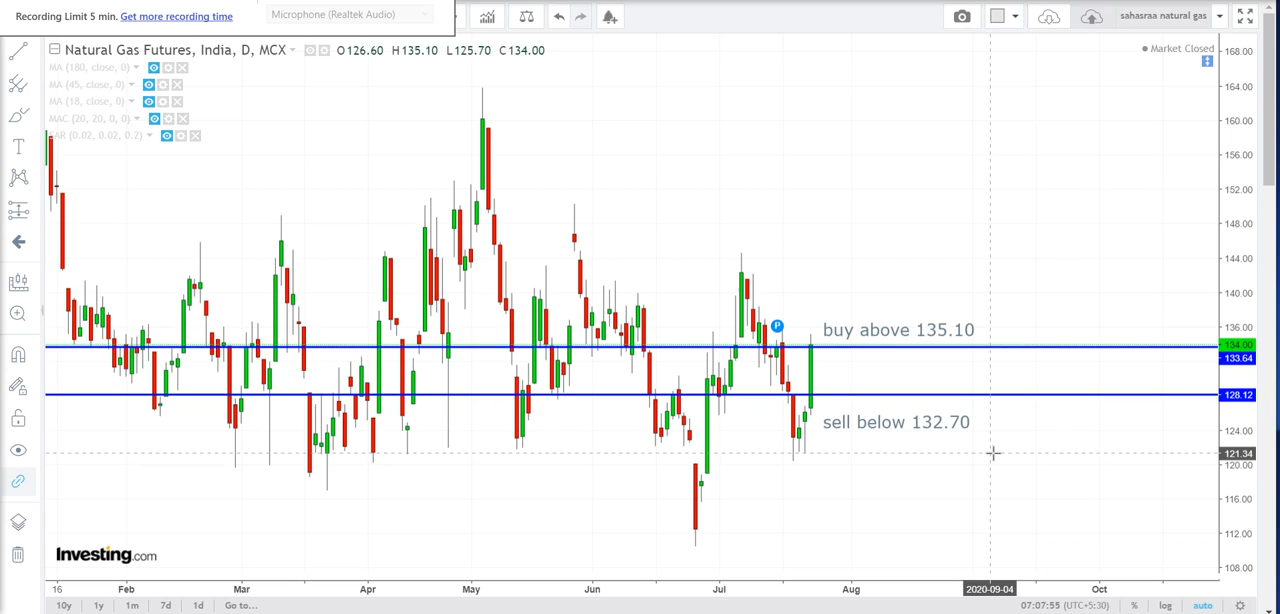 Recording Limit 5 min. Get more recording time
Microphone (Realtek Audio)
sahasraa natural gas
Natural Gas Futures, India, D, MCX O126.60 H135.10 L125.70 C134.00
Market Closed
MA (180, close, 0)
MA (45, close, 0)
MA (18, close, 0)
MAC (20, 20, 0, 0)
SAR (0.02, 0.02, 0.2)
168.00
164.00
160.00
156.00
152.00
148.00
144.00
140.00
136.00
P
buy above 135.10
134.00
133.64
128.12
sell below 132.70
124.00
121.34
120.00
116.00
112.00
108.00
Investing.com
16 Feb Mar Apr May Jun Jul Aug 2020-09-04 Oct
10y 1y 1m 7d 1d Go to... 07:07:55 (UTC+5:30) % log auto